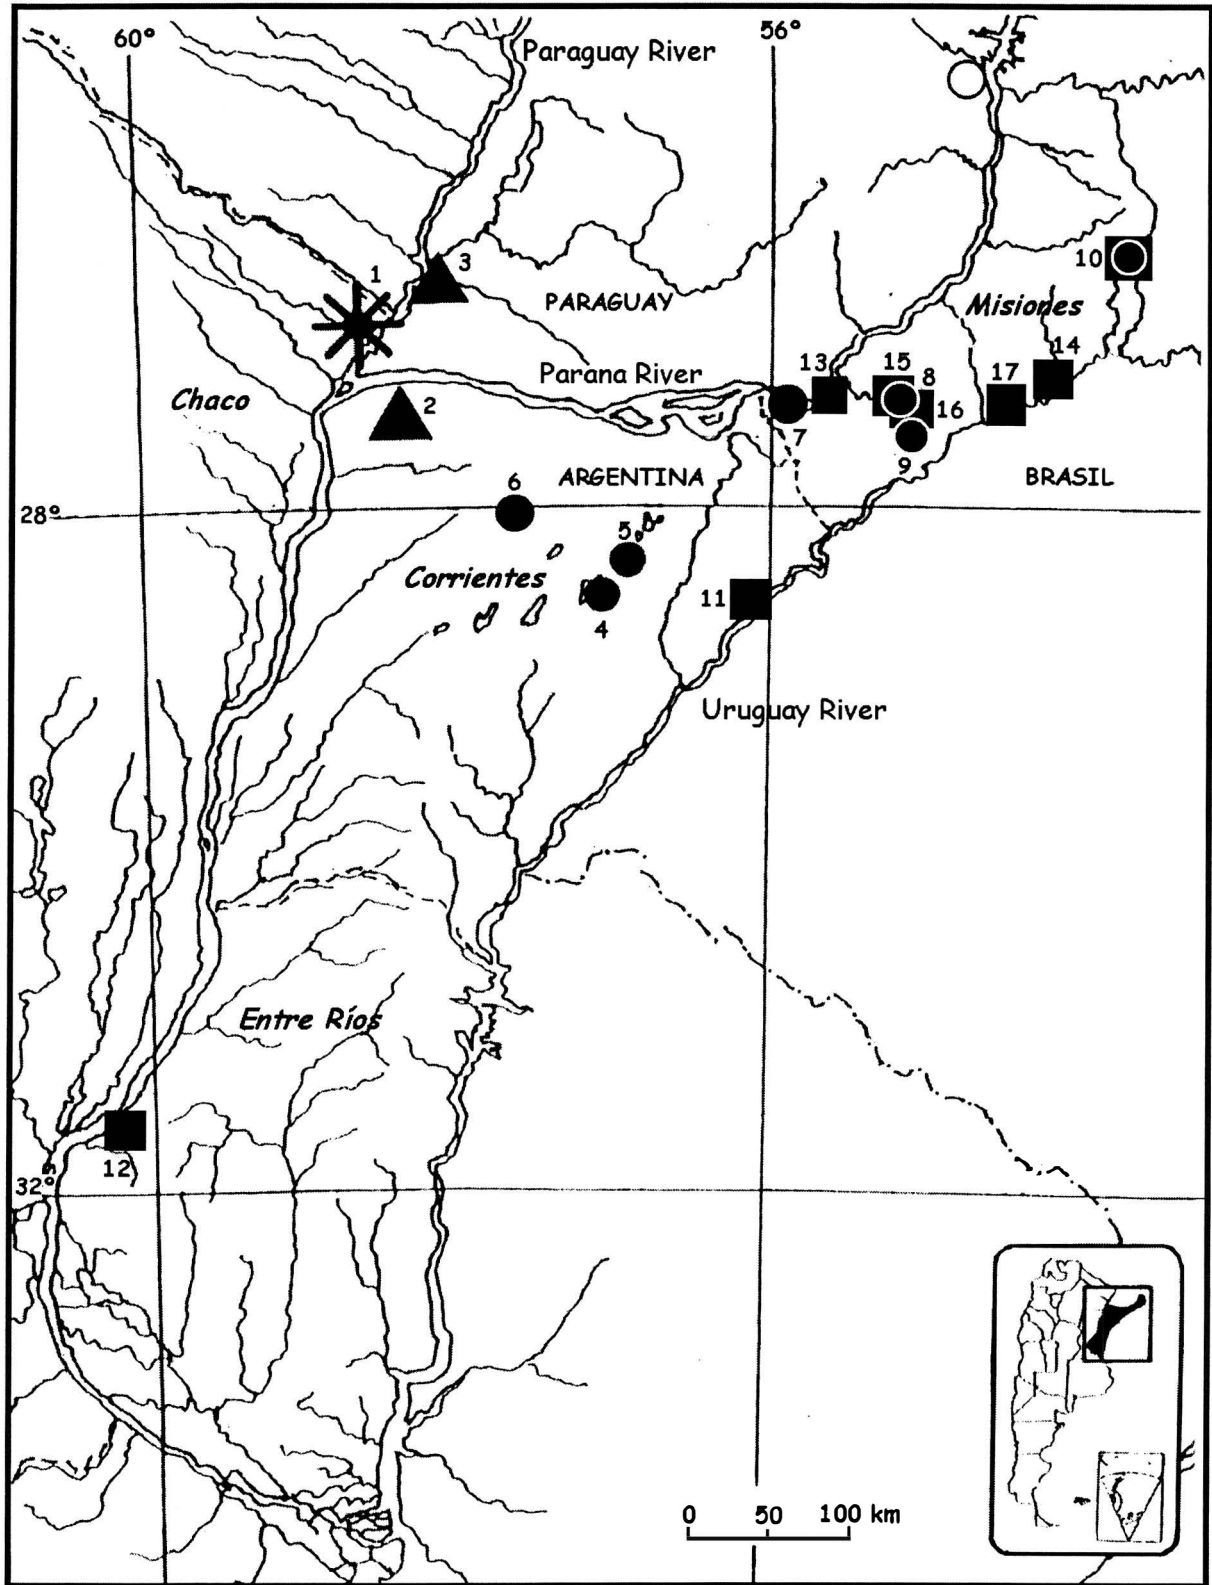 60°
56°
Paraguay River
10
1
3
PARAGUAY
Misiones
13
15
14
17
8
Parana River
Chaco
2
16
7
9
6
ARGENTINA
BRASIL
28°
5
Corrientes
11
4
Uruguay River
Entre Ríos
12
32°
0 50 100 km